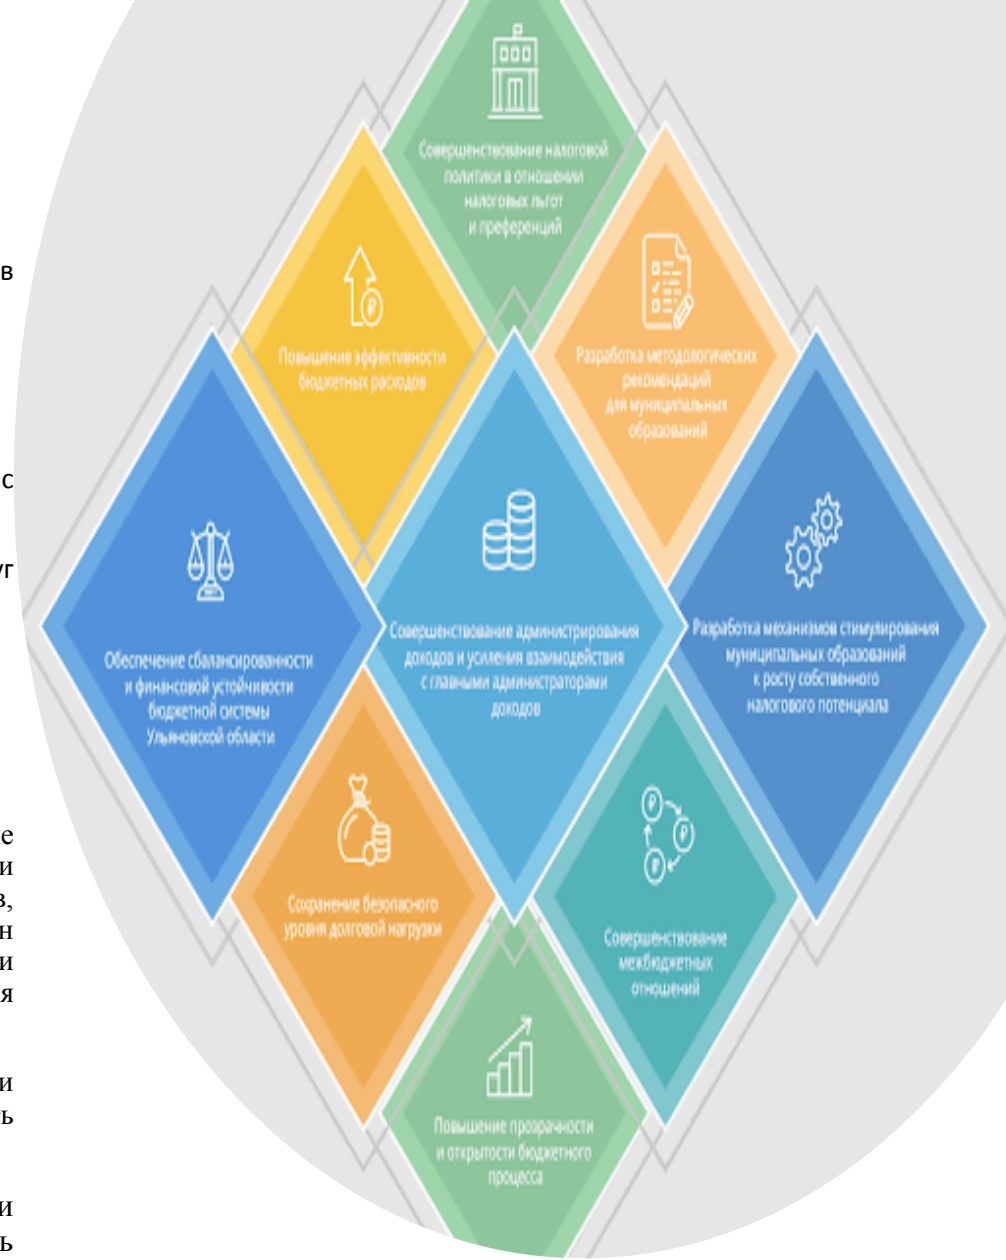 Совершенствование налоговой
политики в отношении
налоговых льгот
и преференций
Повышение эффективности
бюджетных расходов
Разработка методологических
рекомендаций
для муниципальных
образований
Обеспечение сбалансированности
и финансовой устойчивости
бюджетной системы
Ульяновской области
Совершенствование администрирования
доходов и усиления взаимодействия
с главными администраторами
доходов
Разработка механизмов стимулирования
муниципальных образований
к росту собственного
налогового потенциала
Сохранение безопасного
уровня долговой нагрузки
Совершенствование
межбюджетных
отношений
Повышение прозрачности
и открытости бюджетного
процесса
в
с
уг
е
и
в,
н
и
я
и
ь
и
ь